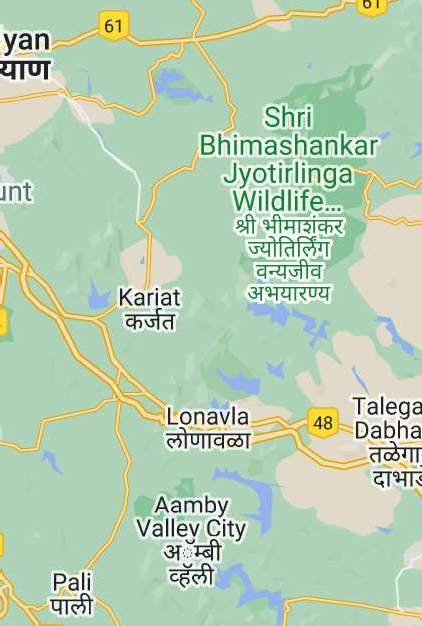 61
61
yan
याण
Shri
Bhimashankar
Jyotirlinga
Wildlife...
श्री भीमाशंकर
ज्योतिर्लिंग
वन्यजीव
अभयारण्य
unt
Karjat
कर्जत
Lonavla
लोणावळा
48
Talega
Dabha
तळेगा
दाभाड
Aamby
Valley City
अॅम्बी
व्हॅली
Pali
पाली